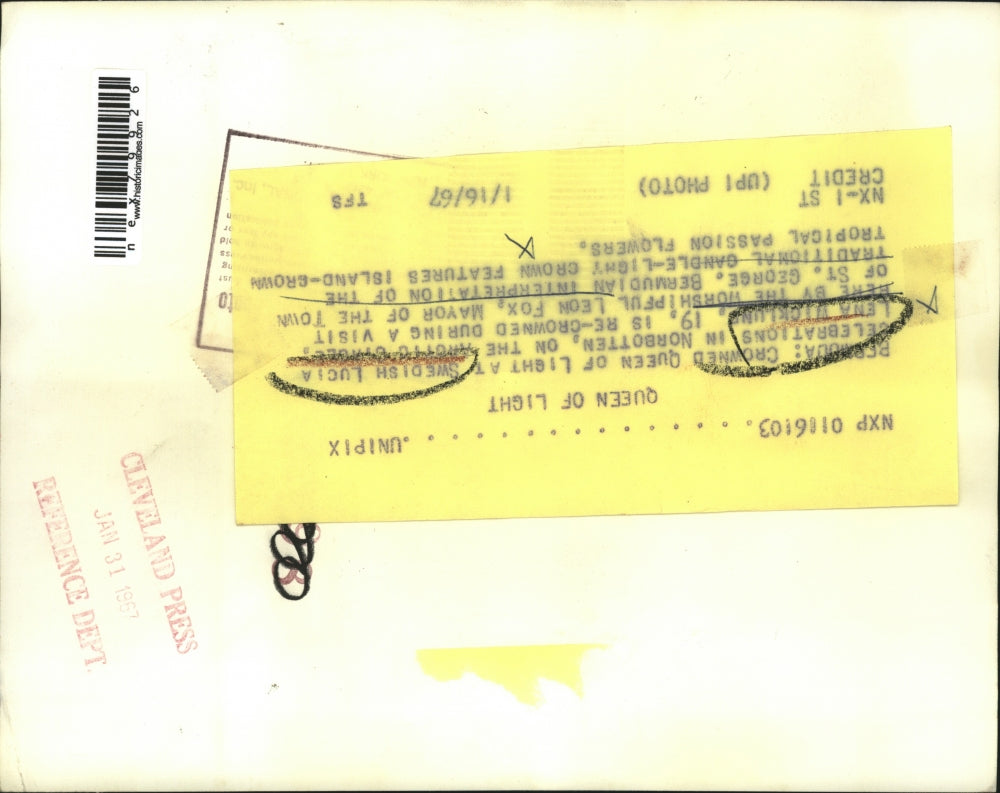 NXP 0116103. . . . . . . . . . . . . . . .UNIPIX
QUEEN OF LIGHT
BERMUDA: CROWNED QUEEN OF LIGHT AT SWEDISH LUCIA
CELEBRATIONS IN NORBOTTEN, ON THE ARCTIC CIRCLE,
LENA WICKLUND, 19, IS RE-CROWNED DURING A VISIT
HERE BY THE WORSHIPFUL LEON FOX, MAYOR OF THE TOWN
OF ST. GEORGE. BERMUDIAN INTERPRETATION OF THE
TRADITIONAL CANDLE-LIGHT CROWN FEATURES ISLAND-GROWN
TROPICAL PASSION FLOWERS.
NX-1 ST 1/16/67 TFS
CREDIT (UPI PHOTO)
CLEVELAND PRESS
JAN 31 1967
REFERENCE DEPT.
nex79926
www.historicimages.com